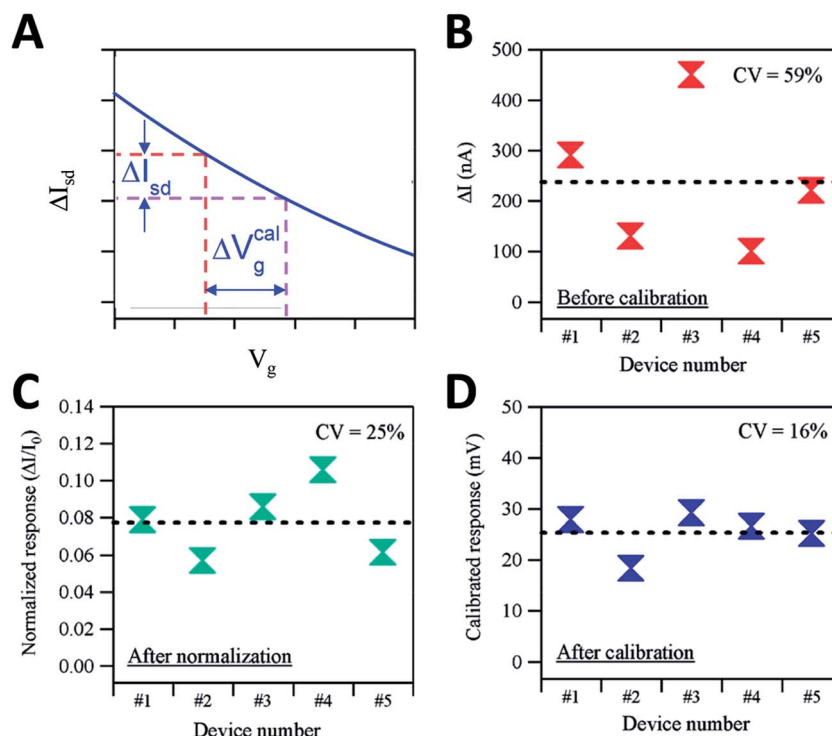 A
ΔI_sd
ΔI_sd
ΔV_g^cal
V_g
B
500
400
300
200
100
0
ΔI (nA)
CV = 59%
Before calibration
#1 #2 #3 #4 #5
Device number
C
0.14
0.12
0.10
0.08
0.06
0.04
0.02
0.00
Normalized response (ΔI/I₀)
CV = 25%
After normalization
#1 #2 #3 #4 #5
Device number
D
50
40
30
20
10
0
Calibrated response (mV)
CV = 16%
After calibration
#1 #2 #3 #4 #5
Device number